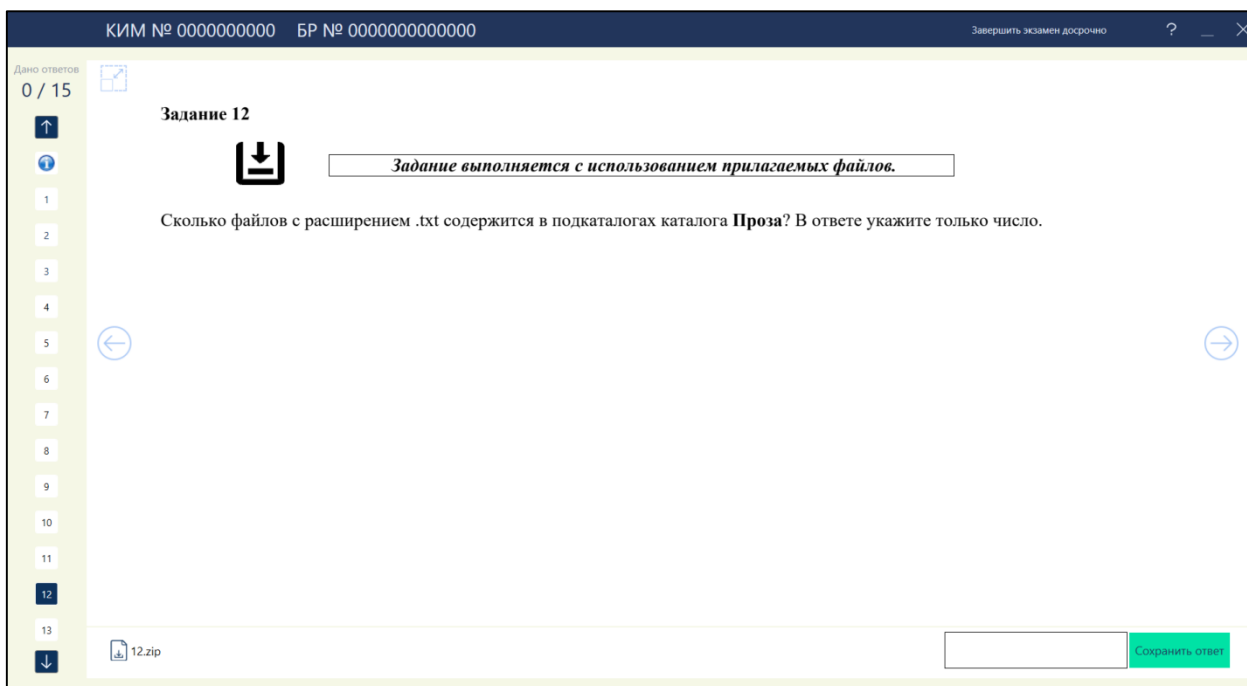 КИМ № 0000000000 БР № 0000000000000
Завершить экзамен досрочно ? _ ×
Дано ответов
0 / 15
Задание 12
Задание выполняется с использованием прилагаемых файлов.
Сколько файлов с расширением .txt содержится в подкаталогах каталога Проза? В ответе укажите только число.
1
2
3
4
5
6
7
8
9
10
11
12
13
12.zip
Сохранить ответ